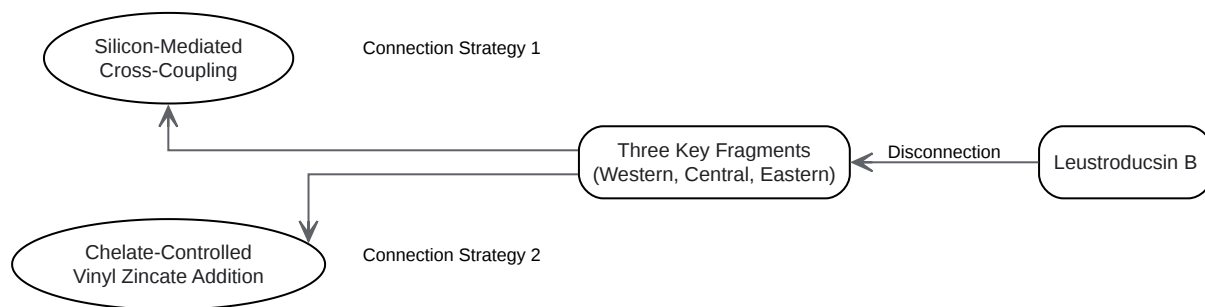 Silicon-Mediated
Cross-Coupling
Connection Strategy 1
Three Key Fragments
(Western, Central, Eastern)
Disconnection
Leustroducsin B
Chelate-Controlled
Vinyl Zincate Addition
Connection Strategy 2